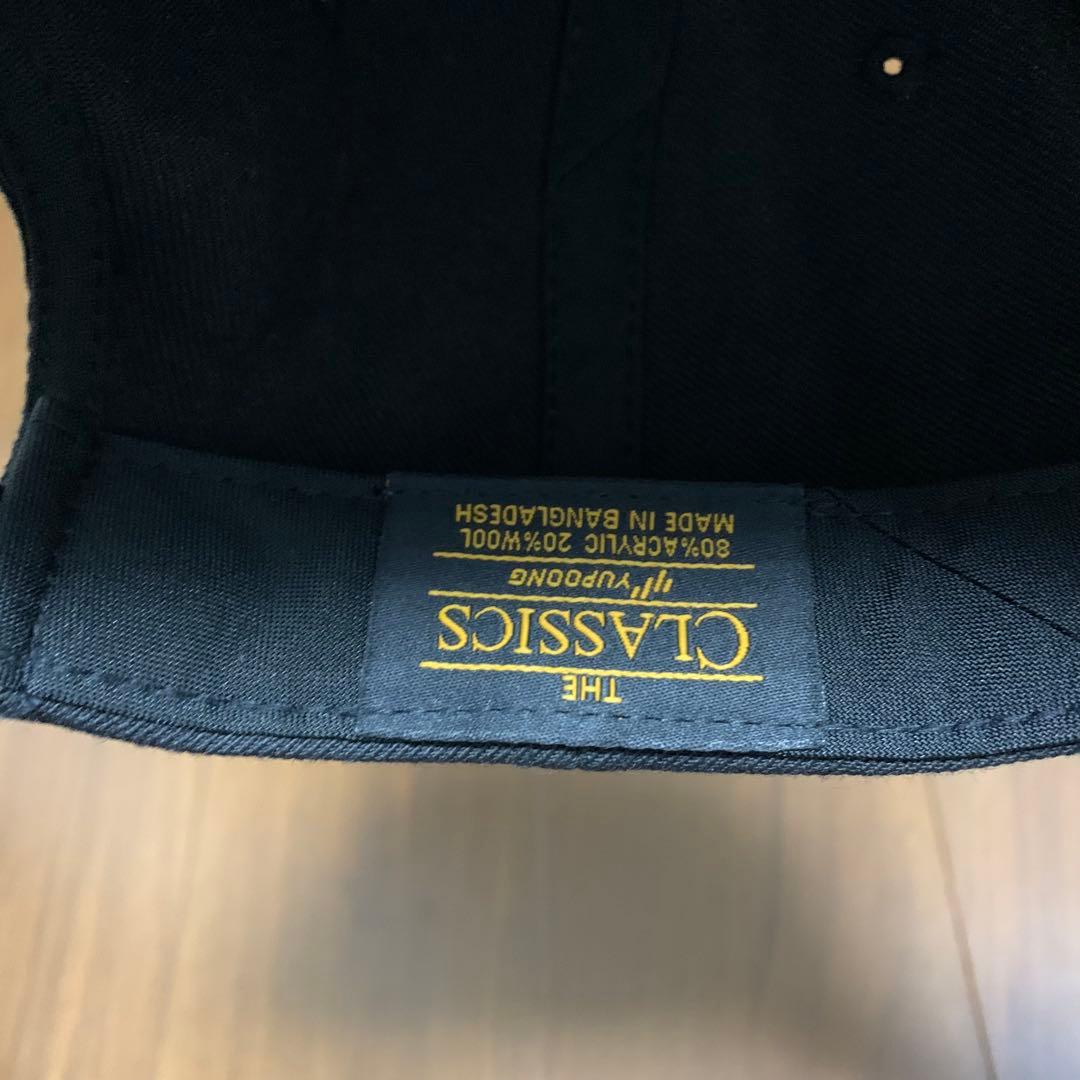 THE
CLASSICS
YUPOONG
80%ACRYLIC 20%WOOL
MADE IN BANGLADESH